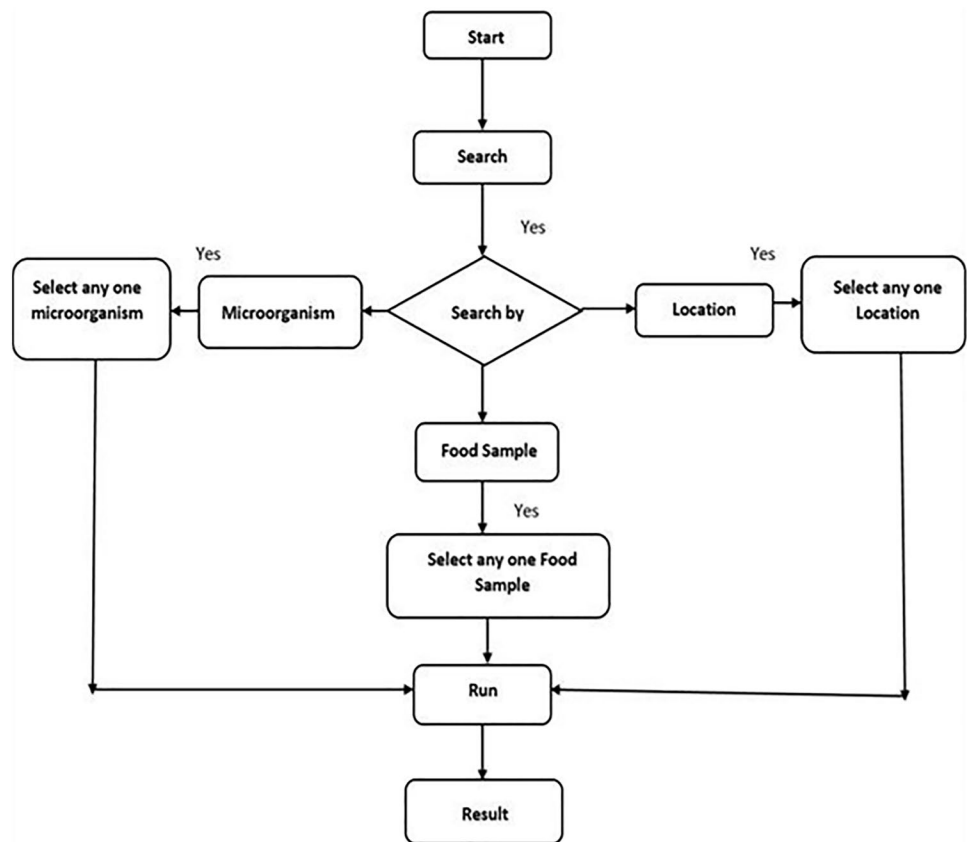 Start
Search
Yes
Yes
Yes
Select any one
microorganism
Microorganism
Search by
Location
Select any one
Location
Food Sample
Yes
Select any one Food
Sample
Run
Result